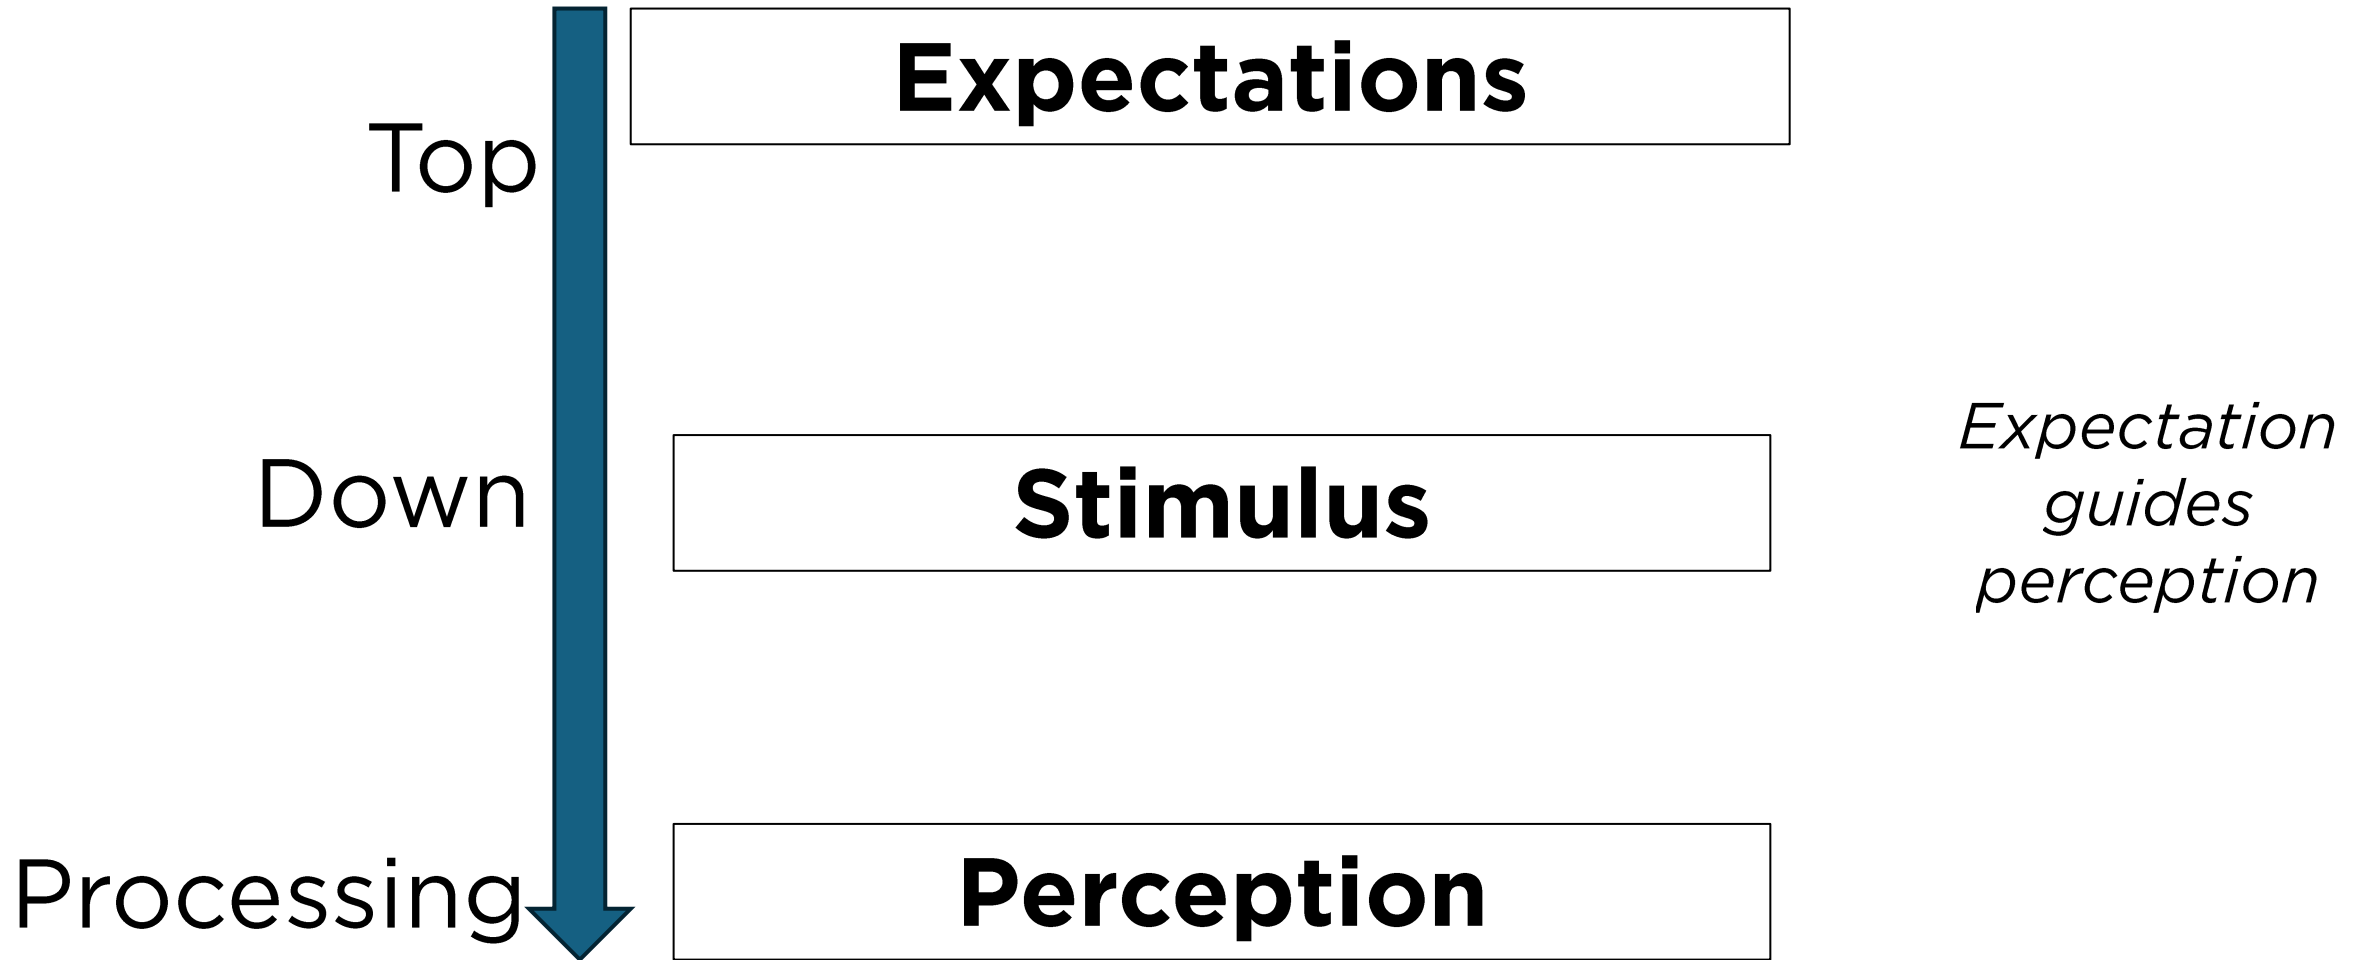 Expectations
Top
Down
Stimulus
Expectation
guides
perception
Processing
Perception